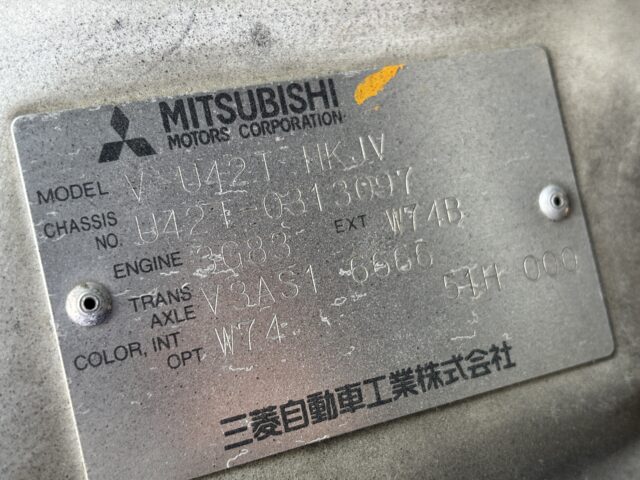 MITSUBISHI
MOTORS CORPORATION
MODEL V-U42T HKJV
CHASSIS NO. U42T-0313097
ENGINE 3G83 EXT W74B
TRANS AXLE V3AS1 6666
COLOR, INT OPT W74 51H 000
三菱自動車工業株式会社